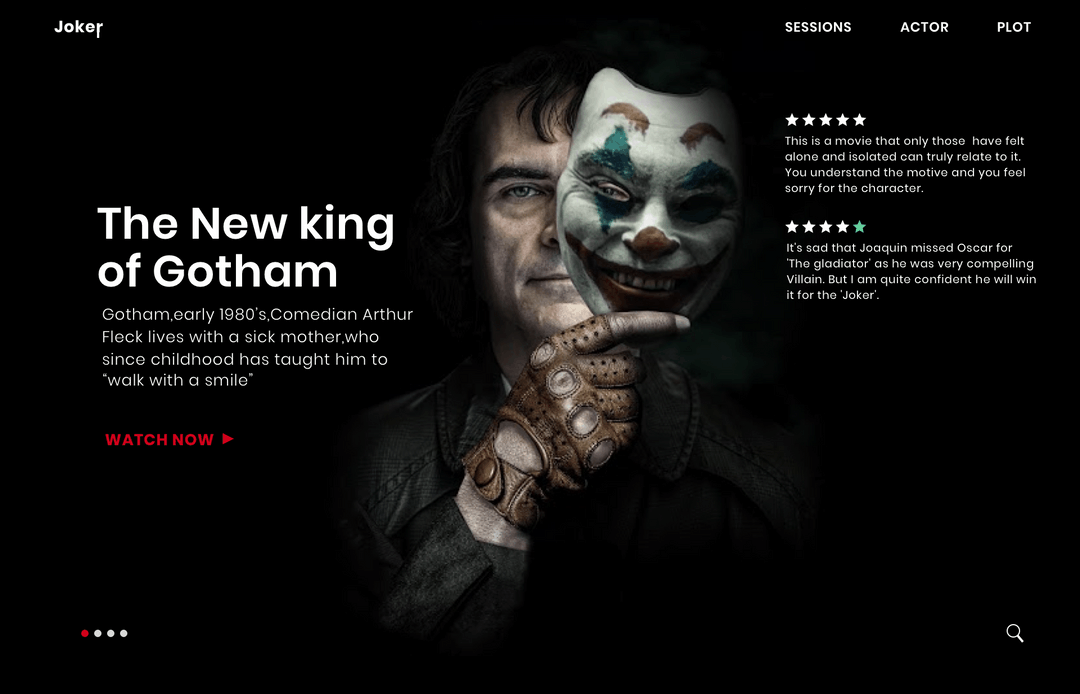 Joker
SESSIONS ACTOR PLOT
The New king
of Gotham
Gotham,early 1980's,Comedian Arthur
Fleck lives with a sick mother,who
since childhood has taught him to
“walk with a smile”
WATCH NOW
This is a movie that only those  have felt
alone and isolated can truly relate to it.
You understand the motive and you feel
sorry for the character.
It's sad that Joaquin missed Oscar for
'The gladiator' as he was very compelling
Villain. But I am quite confident he will win
it for the 'Joker'.